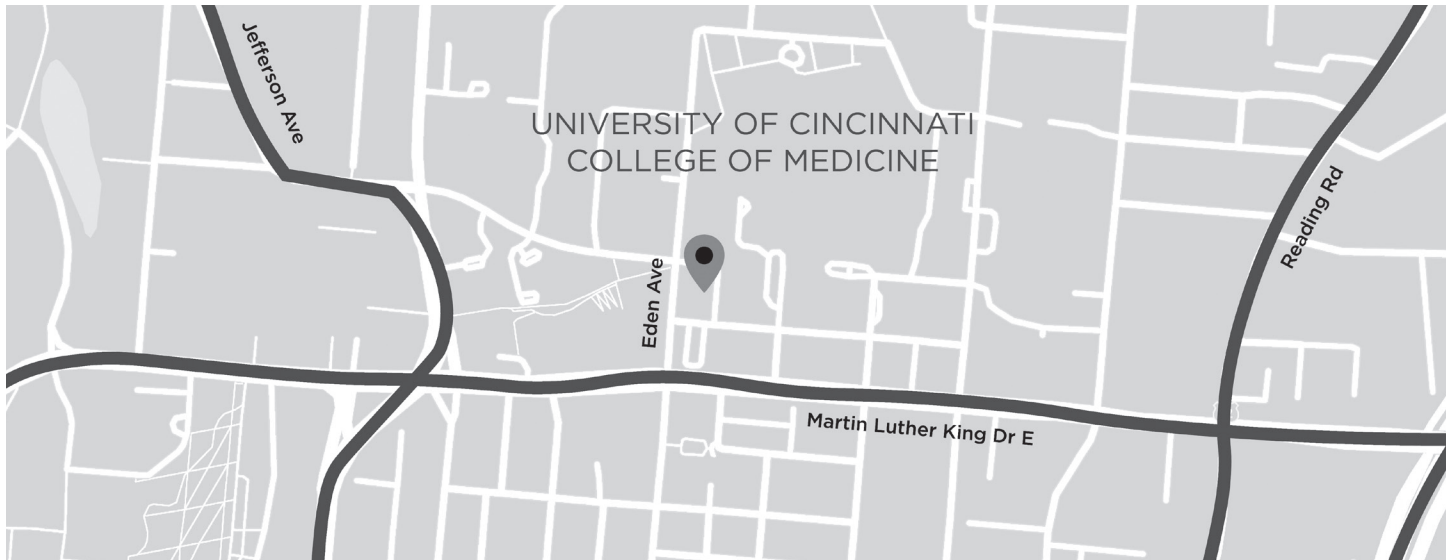 Jefferson Ave
UNIVERSITY OF CINCINNATI
COLLEGE OF MEDICINE
Reading Rd
Eden Ave
Martin Luther King Dr E